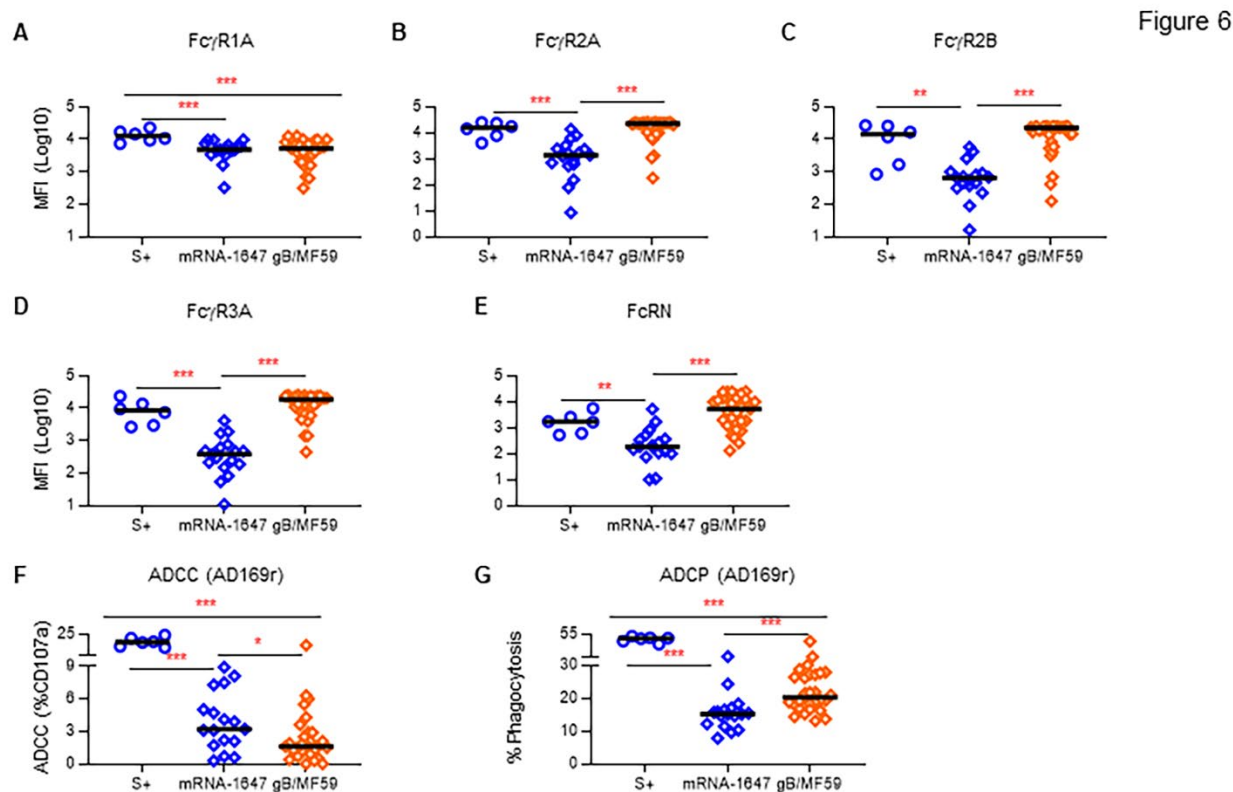 Figure 6
A
FcγR1A
***
***
MFI (Log10)
5
4
3
2
1
S+ mRNA-1647 gB/MF59
B
FcγR2A
***
***
5
4
3
2
1
0
S+ mRNA-1647 gB/MF59
C
FcγR2B
**
***
5
4
3
2
1
S+ mRNA-1647 gB/MF59
D
FcγR3A
***
***
MFI (Log10)
5
4
3
2
1
S+ mRNA-1647 gB/MF59
E
FcRN
**
***
5
4
3
2
1
0
S+ mRNA-1647 gB/MF59
F
ADCC (AD169r)
***
***
*
ADCC (%CD107a)
25
9
6
3
0
S+ mRNA-1647 gB/MF59
G
ADCP (AD169r)
***
***
***
% Phagocytosis
55
30
20
10
0
S+ mRNA-1647 gB/MF59